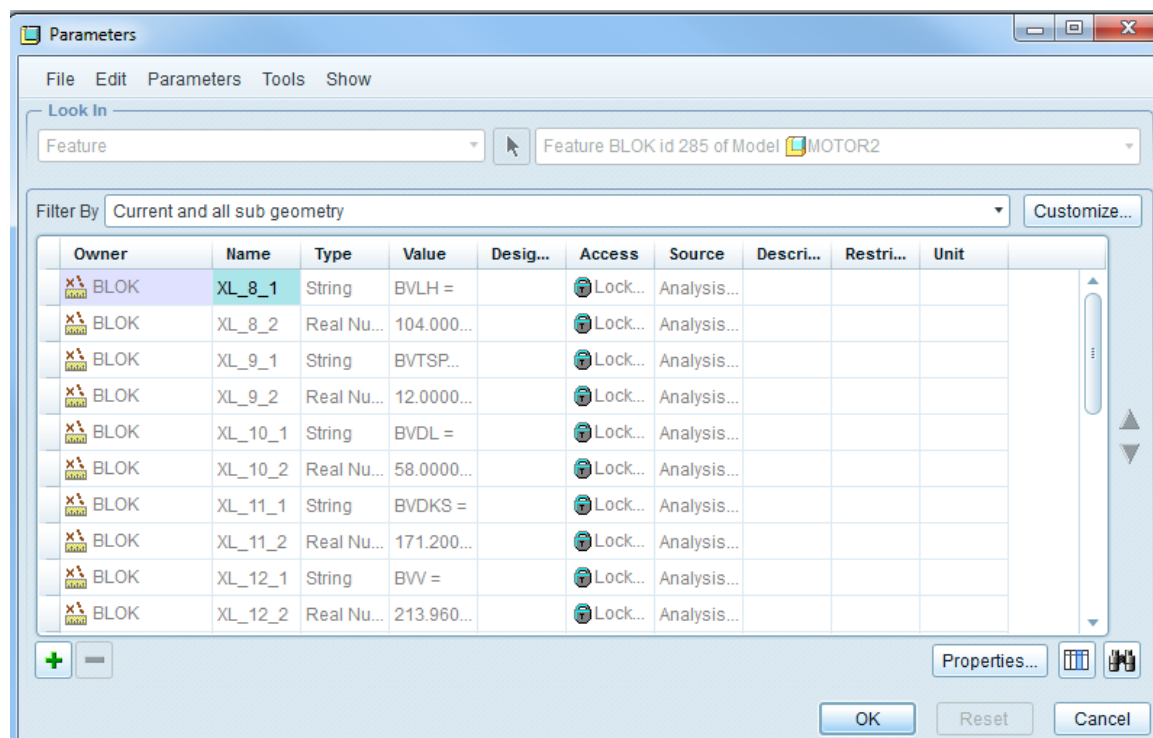 Parameters
File Edit Parameters Tools Show
Look In
Feature Feature BLOK id 285 of Model MOTOR2
Filter By Current and all sub geometry Customize...
Owner Name Type Value Desig... Access Source Descri... Restri... Unit
BLOK XL_8_1 String BVLH = Lock... Analysis...
BLOK XL_8_2 Real Nu... 104.000... Lock... Analysis...
BLOK XL_9_1 String BVTSP... Lock... Analysis...
BLOK XL_9_2 Real Nu... 12.0000... Lock... Analysis...
BLOK XL_10_1 String BVDL = Lock... Analysis...
BLOK XL_10_2 Real Nu... 58.0000... Lock... Analysis...
BLOK XL_11_1 String BVDKS = Lock... Analysis...
BLOK XL_11_2 Real Nu... 171.200... Lock... Analysis...
BLOK XL_12_1 String BVV = Lock... Analysis...
BLOK XL_12_2 Real Nu... 213.960... Lock... Analysis...
Properties...
OK Reset Cancel